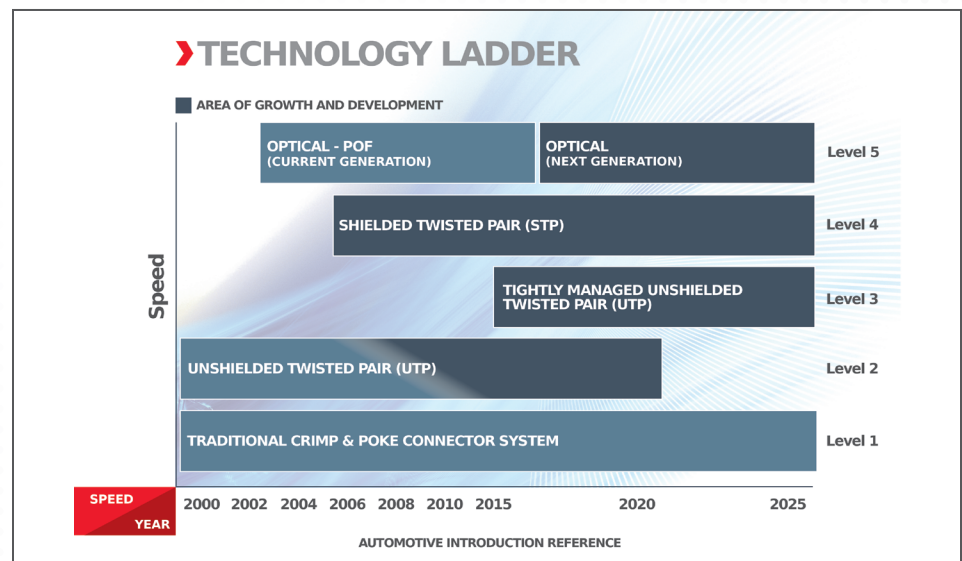 TECHNOLOGY LADDER
AREA OF GROWTH AND DEVELOPMENT
OPTICAL - POF
(CURRENT GENERATION)
OPTICAL
(NEXT GENERATION)
Level 5
SHIELDED TWISTED PAIR (STP)
Level 4
TIGHTLY MANAGED UNSHIELDED
TWISTED PAIR (UTP)
Level 3
UNSHIELDED TWISTED PAIR (UTP)
Level 2
TRADITIONAL CRIMP & POKE CONNECTOR SYSTEM
Level 1
Speed
SPEED
YEAR
2000 2002 2004 2006 2008 2010 2015 2020 2025
AUTOMOTIVE INTRODUCTION REFERENCE